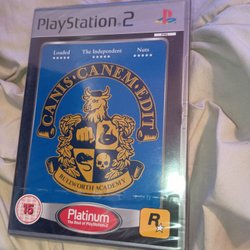 PlayStation 2
Loaded The Independent Nuts
★★★★★ ★★★★★ ★★★★★
CANIS · CANEM · EDIT
BULLWORTH ACADEMY
15
Platinum
The Best of PlayStation 2
R